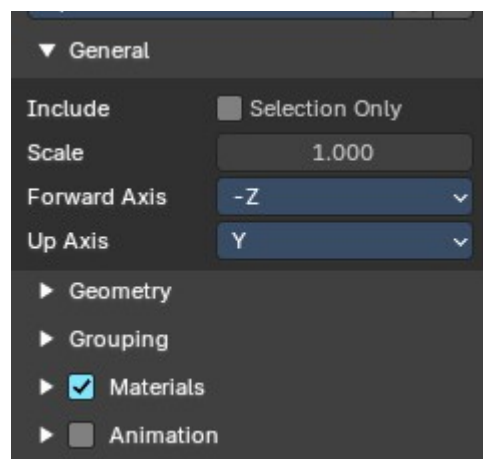 General
Include Selection Only
Scale 1.000
Forward Axis -Z
Up Axis Y
Geometry
Grouping
Materials
Animation